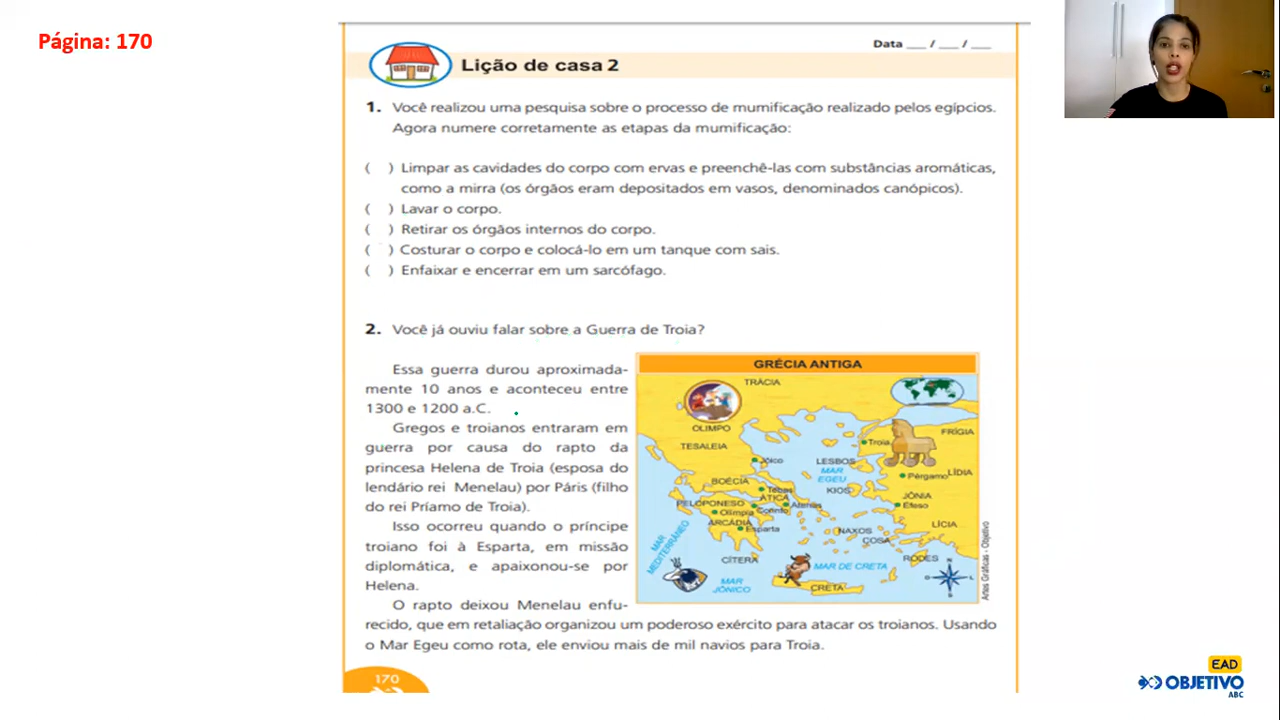 Página: 170
Data ___ / ___ / ___
Lição de casa 2
1. Você realizou uma pesquisa sobre o processo de mumificação realizado pelos egípcios.
Agora numere corretamente as etapas da mumificação:
( ) Limpar as cavidades do corpo com ervas e preenchê-las com substâncias aromáticas,
como a mirra (os órgãos eram depositados em vasos, denominados canópicos).
( ) Lavar o corpo.
( ) Retirar os órgãos internos do corpo.
( ) Costurar o corpo e colocá-lo em um tanque com sais.
( ) Enfaixar e encerrar em um sarcófago.
2. Você já ouviu falar sobre a Guerra de Troia?
Essa guerra durou aproximada-
mente 10 anos e aconteceu entre
1300 e 1200 a.C.
Gregos e troianos entraram em
guerra por causa do rapto da
princesa Helena de Troia (esposa do
lendário rei Menelau) por Páris (filho
do rei Príamo de Troia).
Isso ocorreu quando o príncipe
troiano foi à Esparta, em missão
diplomática, e apaixonou-se por
Helena.
O rapto deixou Menelau enfu-
recido, que em retaliação organizou um poderoso exército para atacar os troianos. Usando
o Mar Egeu como rota, ele enviou mais de mil navios para Troia.
GRÉCIA ANTIGA
TRÁCIA
OLIMPO
FRÍGIA
TESALEIA
Troia
Jóico
LESBOS
MAR
EGEU
LÍDIA
Pérgamo
BOÉCIA
Tebas
KIOS
ÁTICA
JÔNIA
PELOPONESO
Atenas
Éfeso
Olímpia
Corinto
ARCÁDIA
Esparta
LÍCIA
NAXOS
COSA
MAR
MEDITERRÂNEO
CÍTERA
RODES
MAR DE CRETA
MAR
JÔNICO
CRETA
N
O
L
S
Artes Gráficas - Objetivo
170
EAD
OBJETIVO
ABC